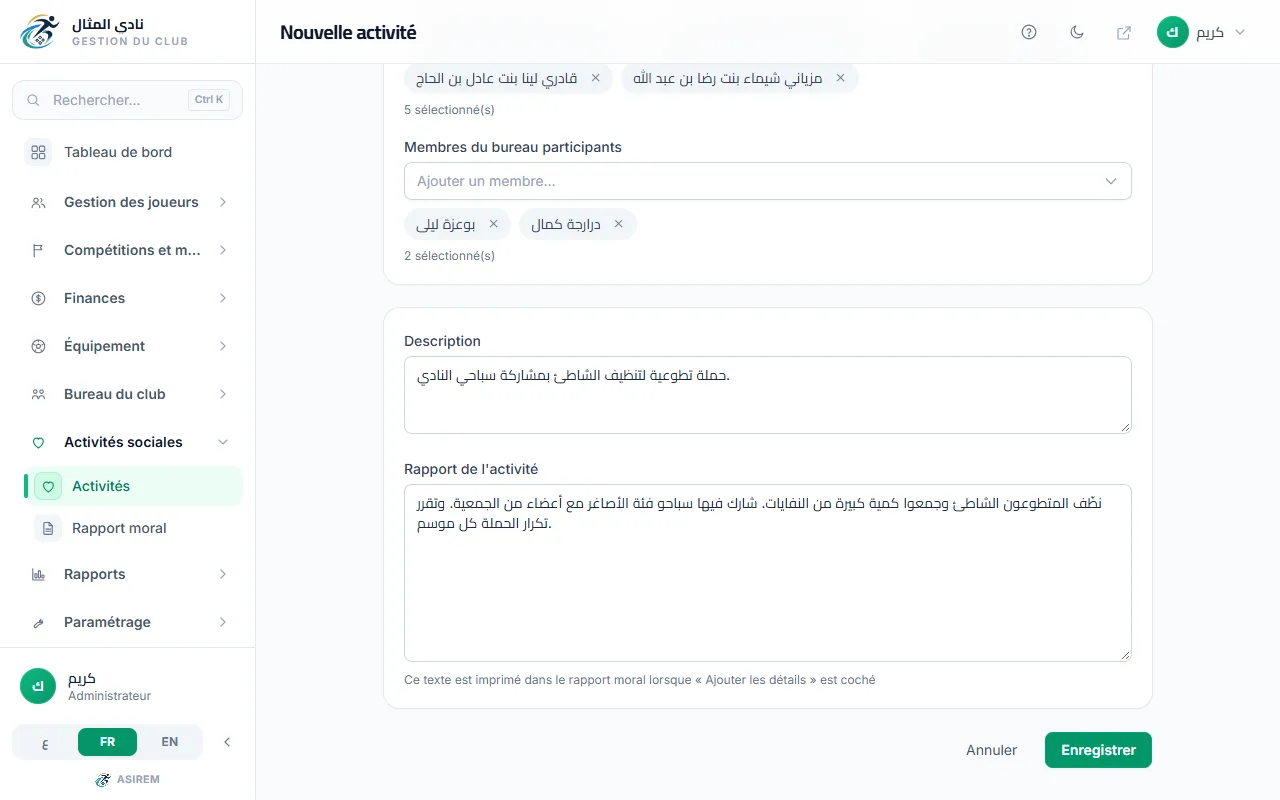 نادي المثال
GESTION DU CLUB
Rechercher...
Ctrl K
Tableau de bord
Gestion des joueurs
Compétitions et m...
Finances
Équipement
Bureau du club
Activités sociales
Activités
Rapport moral
Rapports
Paramétrage
ك
كريم
Administrateur
ع
FR
EN
ASIREM
Nouvelle activité
ك
كريم
قادري لينا بنت عادل بن الحاج ×
مزياني شيماء بنت رضا بن عبد الله ×
5 sélectionné(s)
Membres du bureau participants
Ajouter un membre...
بوعزة ليلى ×
درارجة كمال ×
2 sélectionné(s)
Description
حملة تطوعية لتنظيف الشاطئ بمشاركة سباحي النادي.
Rapport de l'activité
نظّف المتطوعون الشاطئ وجمعوا كمية كبيرة من النفايات. شارك فيها سباحو فئة الأصاغر مع أعضاء من الجمعية. وتقرر
تكرار الحملة كل موسم.
Ce texte est imprimé dans le rapport moral lorsque « Ajouter les détails » est coché
Annuler
Enregistrer